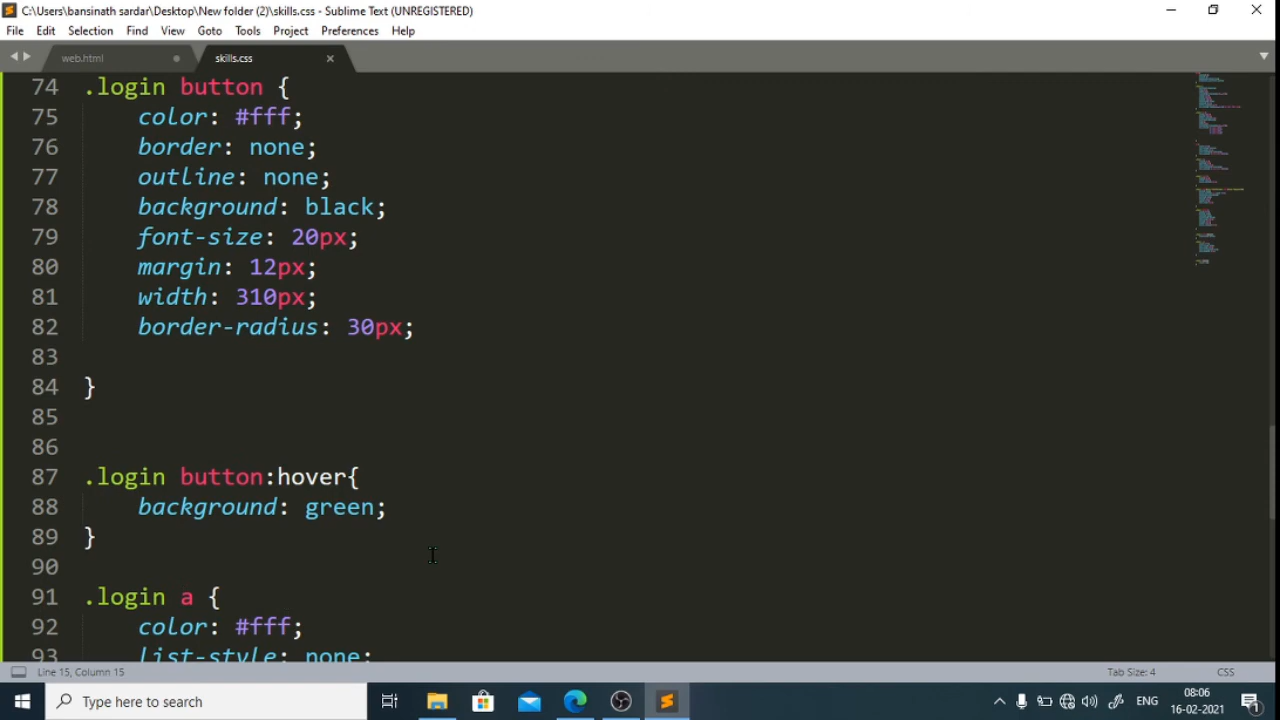 C:\Users\bansinath sardar\Desktop\New folder (2)\skills.css - Sublime Text (UNREGISTERED)
File Edit Selection Find View Goto Tools Project Preferences Help
web.html skills.css
74 .login button {
75 color: #fff;
76 border: none;
77 outline: none;
78 background: black;
79 font-size: 20px;
80 margin: 12px;
81 width: 310px;
82 border-radius: 30px;
83
84 }
85
86
87 .login button:hover{
88 background: green;
89 }
90
91 .login a {
92 color: #fff;
93 list-style: none;
Line 15, Column 15 Tab Size: 4 CSS
Type here to search ENG 08:06
16-02-2021 1